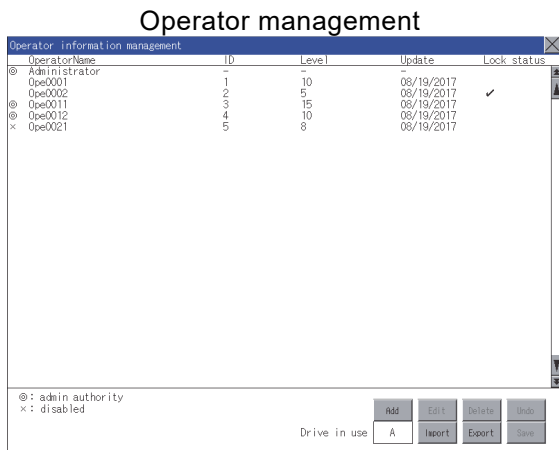 Operator management
Operator information management
OperatorName ID Level Update Lock status
◎ Administrator - - -
Ope0001 1 10 08/19/2017
Ope0002 2 5 08/19/2017 ✓
◎ Ope0011 3 15 08/19/2017
◎ Ope0012 4 10 08/19/2017
× Ope0021 5 8 08/19/2017
◎: admin authority
×: disabled
Add Edit Delete Undo
Drive in use A Import Export Save